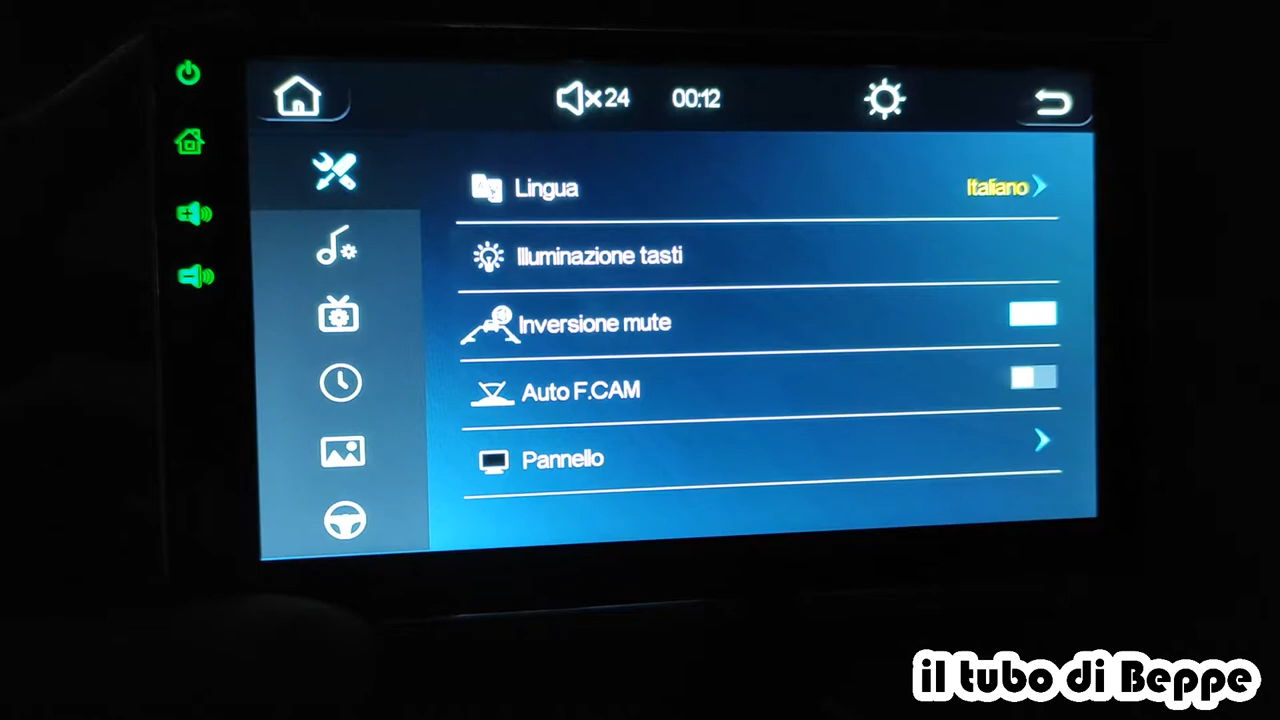 24
00:12
Lingua
Italiano
Illuminazione tasti
Inversione mute
Auto F.CAM
Pannello
il tubo di Beppe